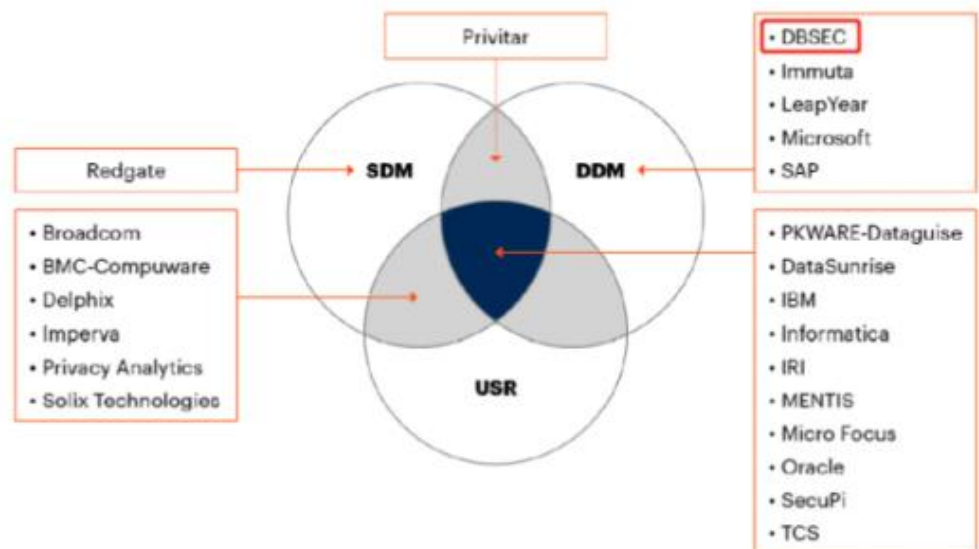 Privitar
• DBSEC
• Immuta
• LeapYear
• Microsoft
• SAP
Redgate
SDM
DDM
• Broadcom
• BMC-Compuware
• Delphix
• Imperva
• Privacy Analytics
• Solix Technologies
• PKWARE-Dataguise
• DataSunrise
• IBM
• Informatica
• IRI
• MENTIS
• Micro Focus
• Oracle
• SecuPi
• TCS
USR